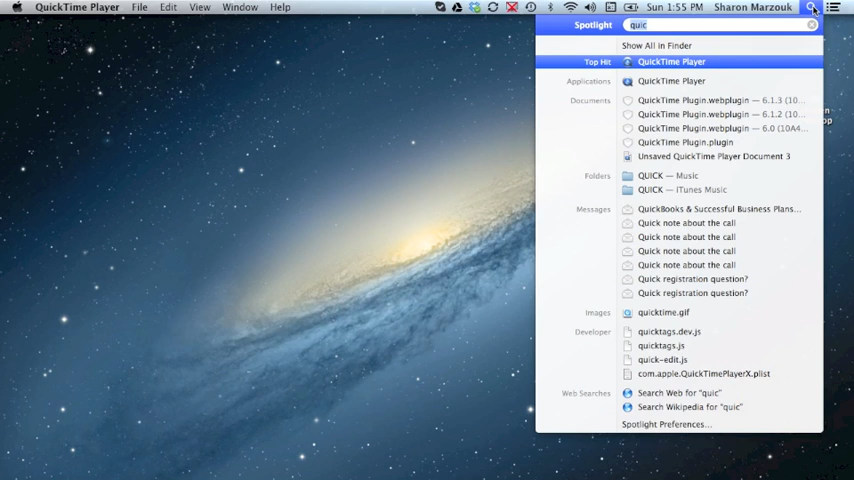 QuickTime Player File Edit View Window Help Sun 1:55 PM Sharon Marzouk
Spotlight quic
Show All in Finder
Top Hit QuickTime Player
Applications QuickTime Player
Documents QuickTime Plugin.webplugin — 6.1.3 (10...
QuickTime Plugin.webplugin — 6.1.2 (10...
QuickTime Plugin.webplugin — 6.0 (10A4...
QuickTime Plugin.plugin
Unsaved QuickTime Player Document 3
Folders QUICK — Music
QUICK — iTunes Music
Messages QuickBooks & Successful Business Plans...
Quick note about the call
Quick note about the call
Quick note about the call
Quick note about the call
Quick registration question?
Quick registration question?
Images quicktime.gif
Developer quicktags.dev.js
quicktags.js
quick-edit.js
com.apple.QuickTimePlayerX.plist
Web Searches Search Web for "quic"
Search Wikipedia for "quic"
Spotlight Preferences...